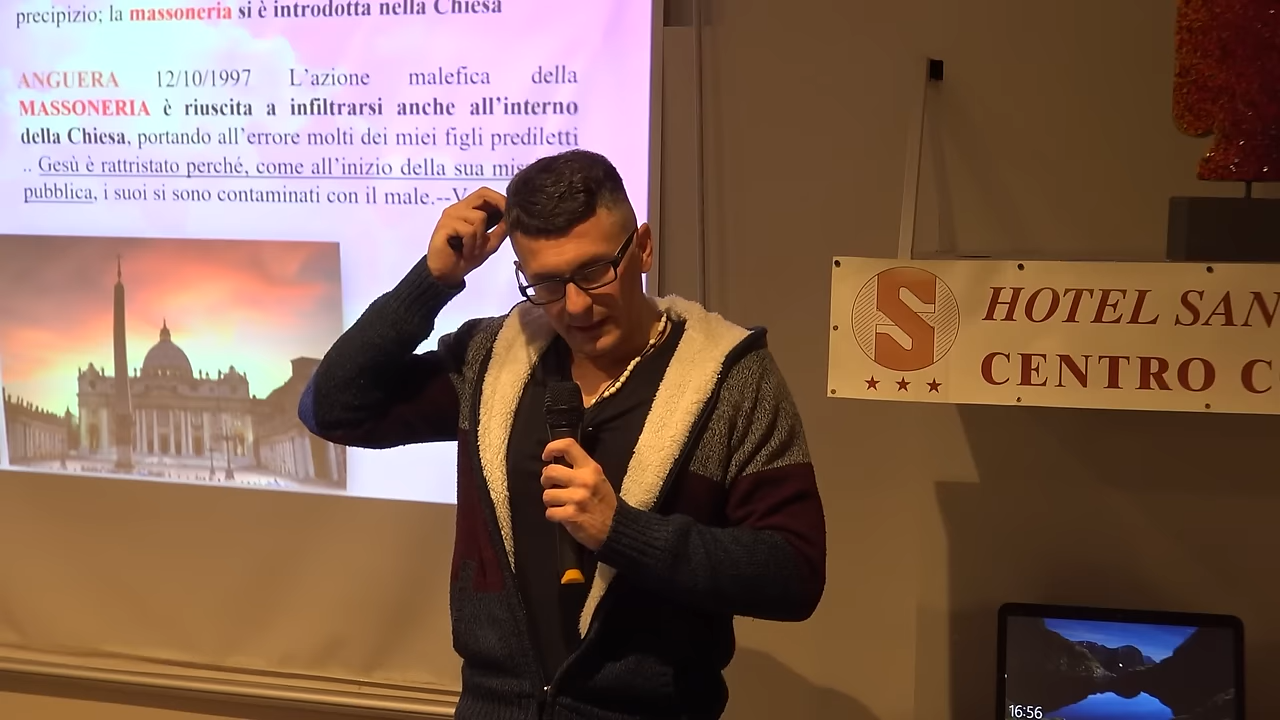 precipizio; la massoneria si è introdotta nella Chiesa
ANGUERA 12/10/1997 L'azione malefica della
MASSONERIA è riuscita a infiltrarsi anche all'interno
della Chiesa, portando all'errore molti dei miei figli prediletti
.. Gesù è rattristato perché, come all'inizio della sua
pubblica, i suoi si sono contaminati con il male.--
S
HOTEL SAN
CENTRO C
16:56